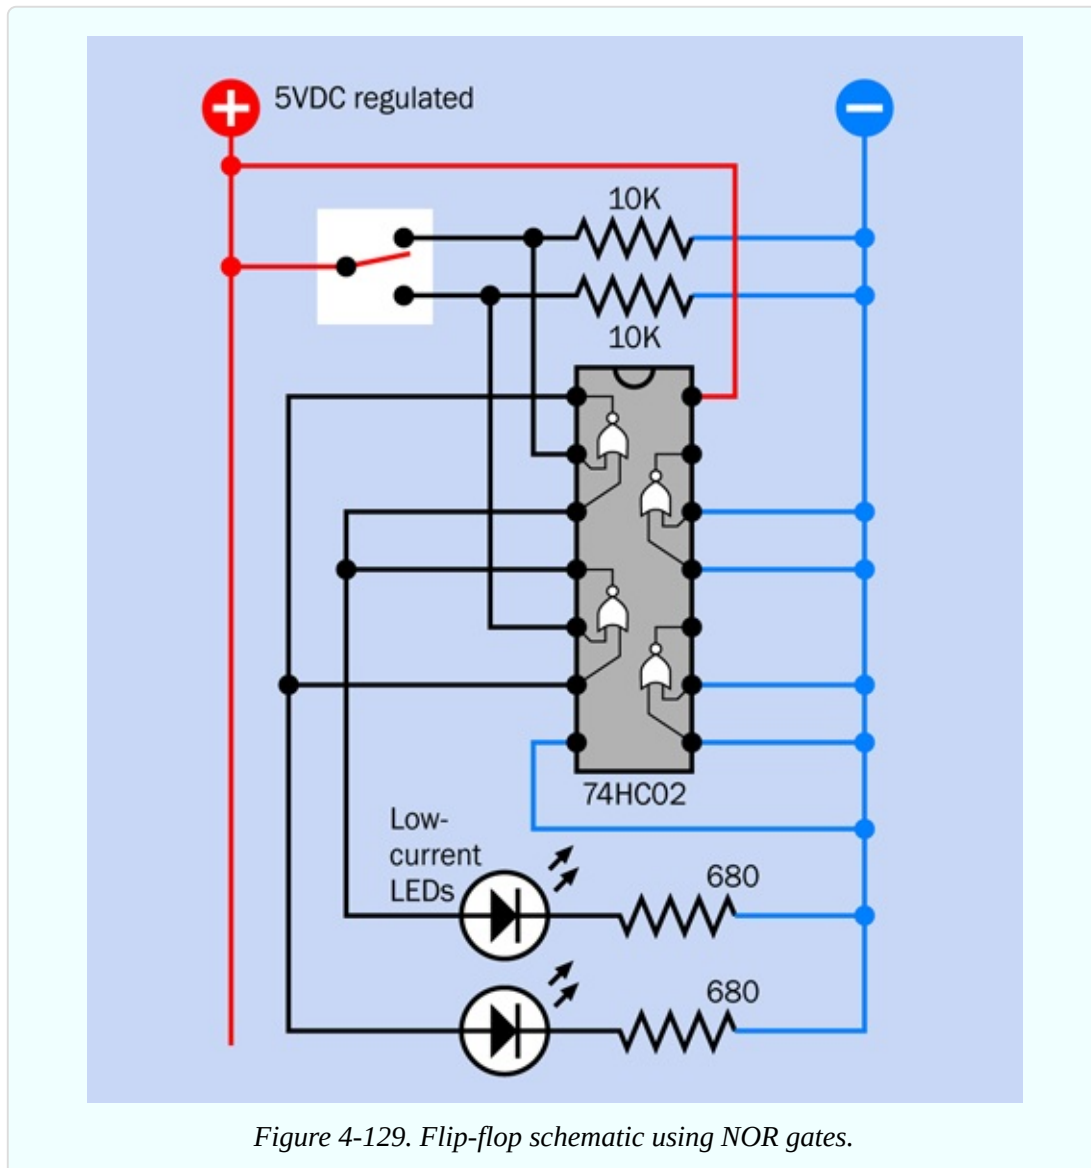 5VDC regulated
10K
10K
74HC02
Low-
current
LEDs
680
680
Figure 4-129. Flip-flop schematic using NOR gates.